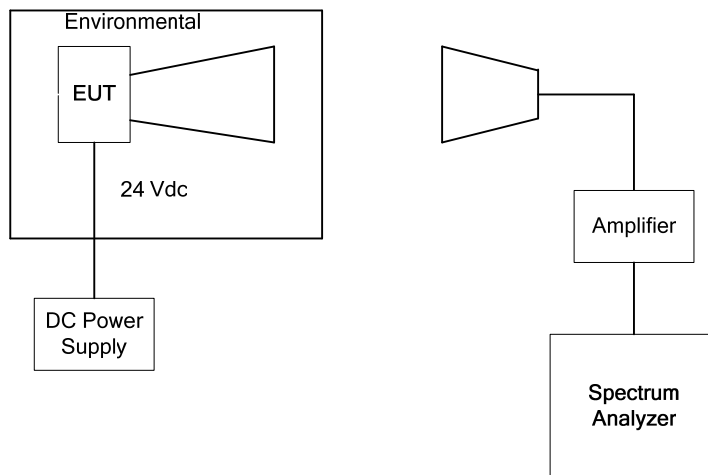 Environmental
EUT
24 Vdc
Amplifier
DC Power
Supply
Spectrum
Analyzer